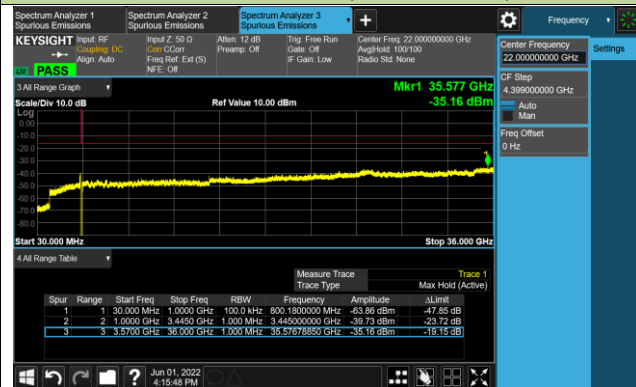 Spectrum Analyzer 1
Spurious Emissions
Spectrum Analyzer 2
Spurious Emissions
Spectrum Analyzer 3
Spurious Emissions
Frequency
KEYSIGHT
Input: RF
Coupling: DC
Align: Auto
Input Z: 50 Ω
Corr CCorr
Freq Ref: Ext (S)
NFE: Off
Atten: 12 dB
Preamp: Off
Trig: Free Run
Gate: Off
IF Gain: Low
Center Freq: 22.000000000 GHz
Avg|Hold: 100/100
Radio Std: None
PASS
Center Frequency
22.000000000 GHz
Settings
CF Step
4.399000000 GHz
Auto
Man
Freq Offset
0 Hz
3 All Range Graph
Mkr1 35.577 GHz
Scale/Div 10.0 dB
Ref Value 10.00 dBm
-35.16 dBm
Log
0.00
-10.0
-20.0
-30.0
-40.0
-50.0
-60.0
-70.0
-80.0
Start 30.000 MHz
Stop 36.000 GHz
4 All Range Table
Measure Trace Trace 1
Trace Type Max Hold (Active)
Spur Range Start Freq Stop Freq RBW Frequency Amplitude ΔLimit
1 1 30.000 MHz 1.0000 GHz 100.0 kHz 800.1800000 MHz -63.86 dBm -47.85 dB
2 2 1.0000 GHz 3.4450 GHz 1.000 MHz 3.445000000 GHz -39.73 dBm -23.72 dB
3 3 3.5700 GHz 36.000 GHz 1.000 MHz 35.57678850 GHz -35.16 dBm -19.15 dB
Jun 01, 2022
4:15:48 PM